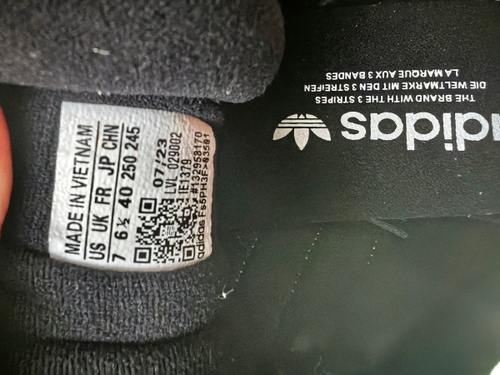 MADE IN VIETNAM
US UK FR JP CHN
7 6½ 40 250 245
07/23
LVL 029002
IE1379
#132958170
adidas
adidas
THE BRAND WITH THE 3 STRIPES
DIE WELTMARKE MIT DEN 3 STREIFEN
LA MARQUE AUX 3 BANDES